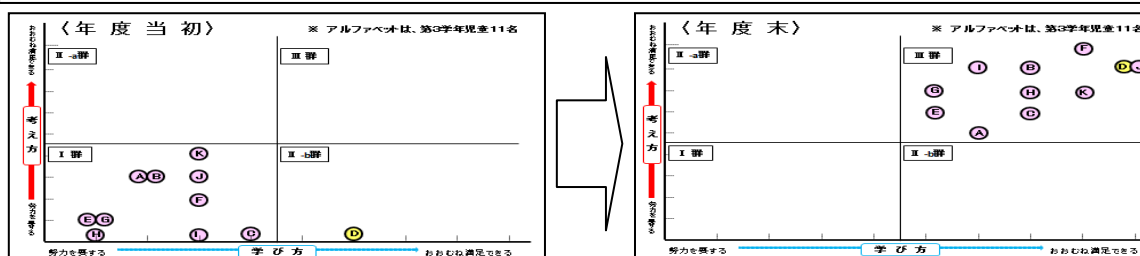 〈年 度 当 初〉
※ アルファベットは、第3学年児童11名
おおむね満足できる
考え方
努力を要する
Ⅱ-a群
Ⅲ群
Ⅰ群
Ⅱ-b群
K
A B J
F
E G
H I C D
努力を要する
学 び 方
おおむね満足できる
〈年 度 末〉
※ アルファベットは、第3学年児童11名
おおむね満足できる
考え方
努力を要する
Ⅱ-a群
Ⅲ群
Ⅰ群
Ⅱ-b群
F
I B D J
G H K
E C
A
努力を要する
学 び 方
おおむね満足できる